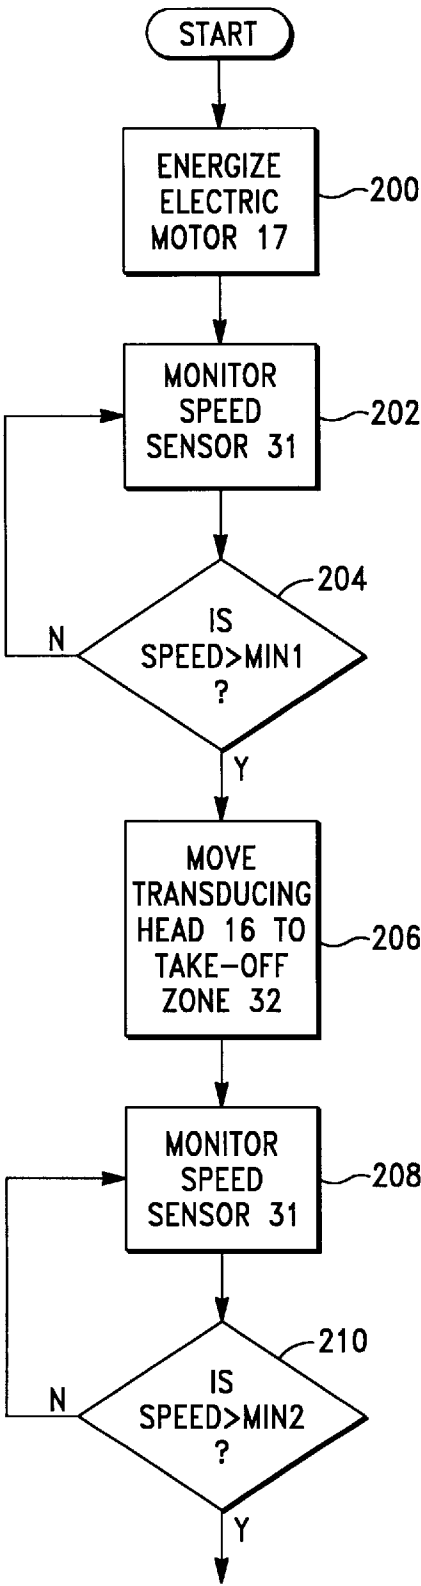 START
ENERGIZE
ELECTRIC
MOTOR 17
200
MONITOR
SPEED
SENSOR 31
202
204
IS
SPEED>MIN1
?
N
Y
MOVE
TRANSDUCING
HEAD 16 TO
TAKE-OFF
ZONE 32
206
MONITOR
SPEED
SENSOR 31
208
210
IS
SPEED>MIN2
?
N
Y